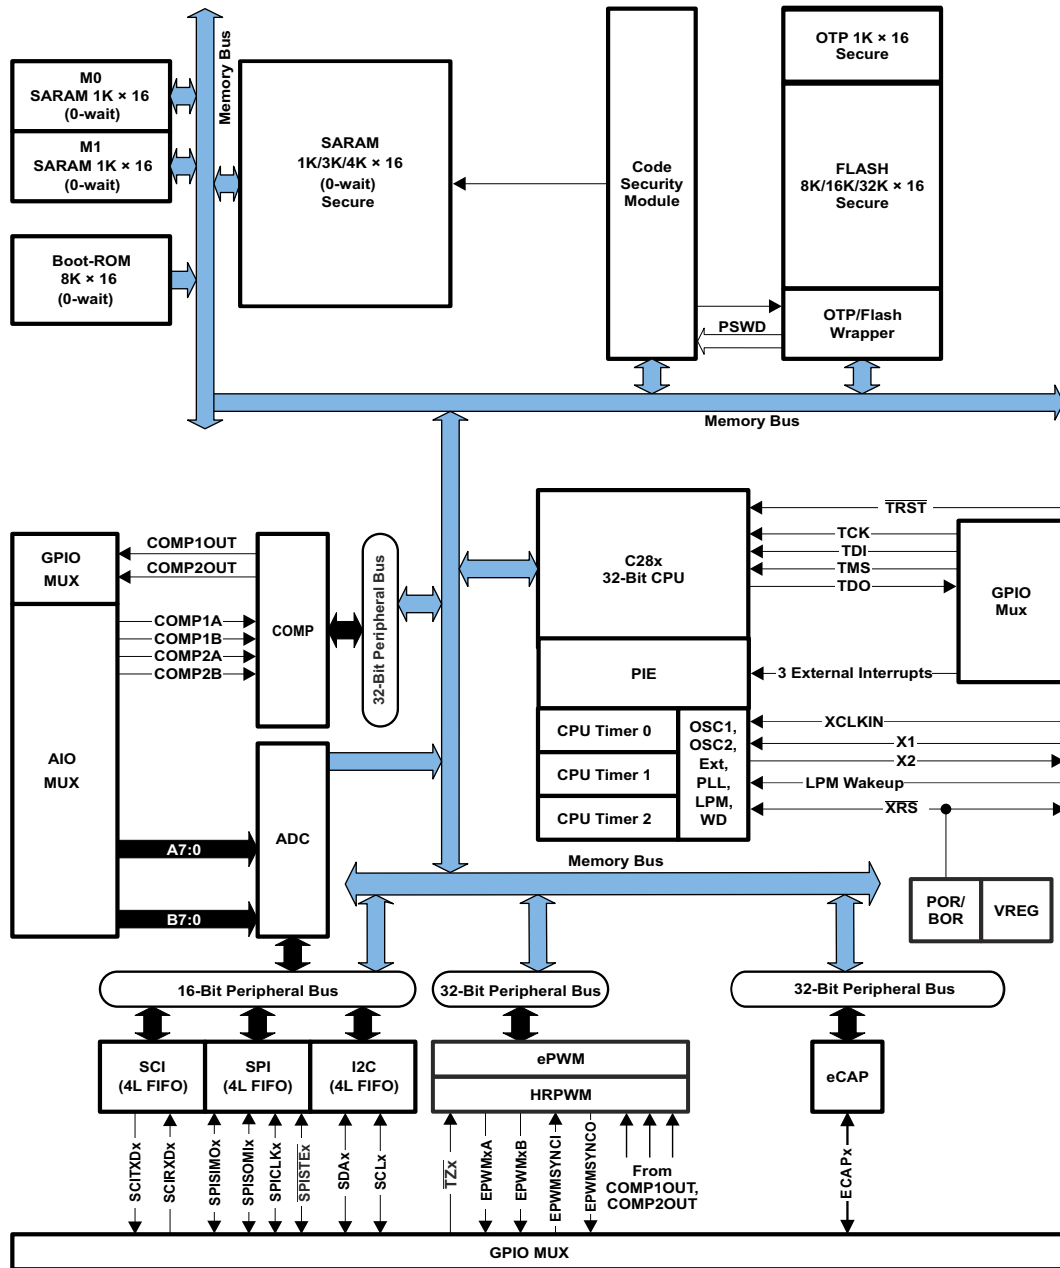 Memory Bus
M0
SARAM 1K × 16
(0-wait)
M1
SARAM 1K × 16
(0-wait)
Boot-ROM
8K × 16
(0-wait)
SARAM
1K/3K/4K × 16
(0-wait)
Secure
Code
Security
Module
OTP 1K × 16
Secure
FLASH
8K/16K/32K × 16
Secure
OTP/Flash
Wrapper
PSWD
Memory Bus
GPIO
MUX
AIO
MUX
COMP1OUT
COMP2OUT
COMP1A
COMP1B
COMP2A
COMP2B
COMP
32-Bit Peripheral Bus
A7:0
B7:0
ADC
C28x
32-Bit CPU
PIE
CPU Timer 0
CPU Timer 1
CPU Timer 2
OSC1,
OSC2,
Ext,
PLL,
LPM,
WD
TRST
TCK
TDI
TMS
TDO
GPIO
Mux
3 External Interrupts
XCLKIN
X1
X2
LPM Wakeup
XRS
POR/
BOR
VREG
Memory Bus
16-Bit Peripheral Bus
32-Bit Peripheral Bus
32-Bit Peripheral Bus
SCI
(4L FIFO)
SPI
(4L FIFO)
I2C
(4L FIFO)
ePWM
HRPWM
eCAP
SCITXDx
SCIRXDx
SPISIMOx
SPISOMIx
SPICLKx
SPISTEx
SDAx
SCLx
TZx
EPWMxA
EPWMxB
EPWMSYNCI
EPWMSYNCO
From
COMP1OUT,
COMP2OUT
ECAPx
GPIO MUX